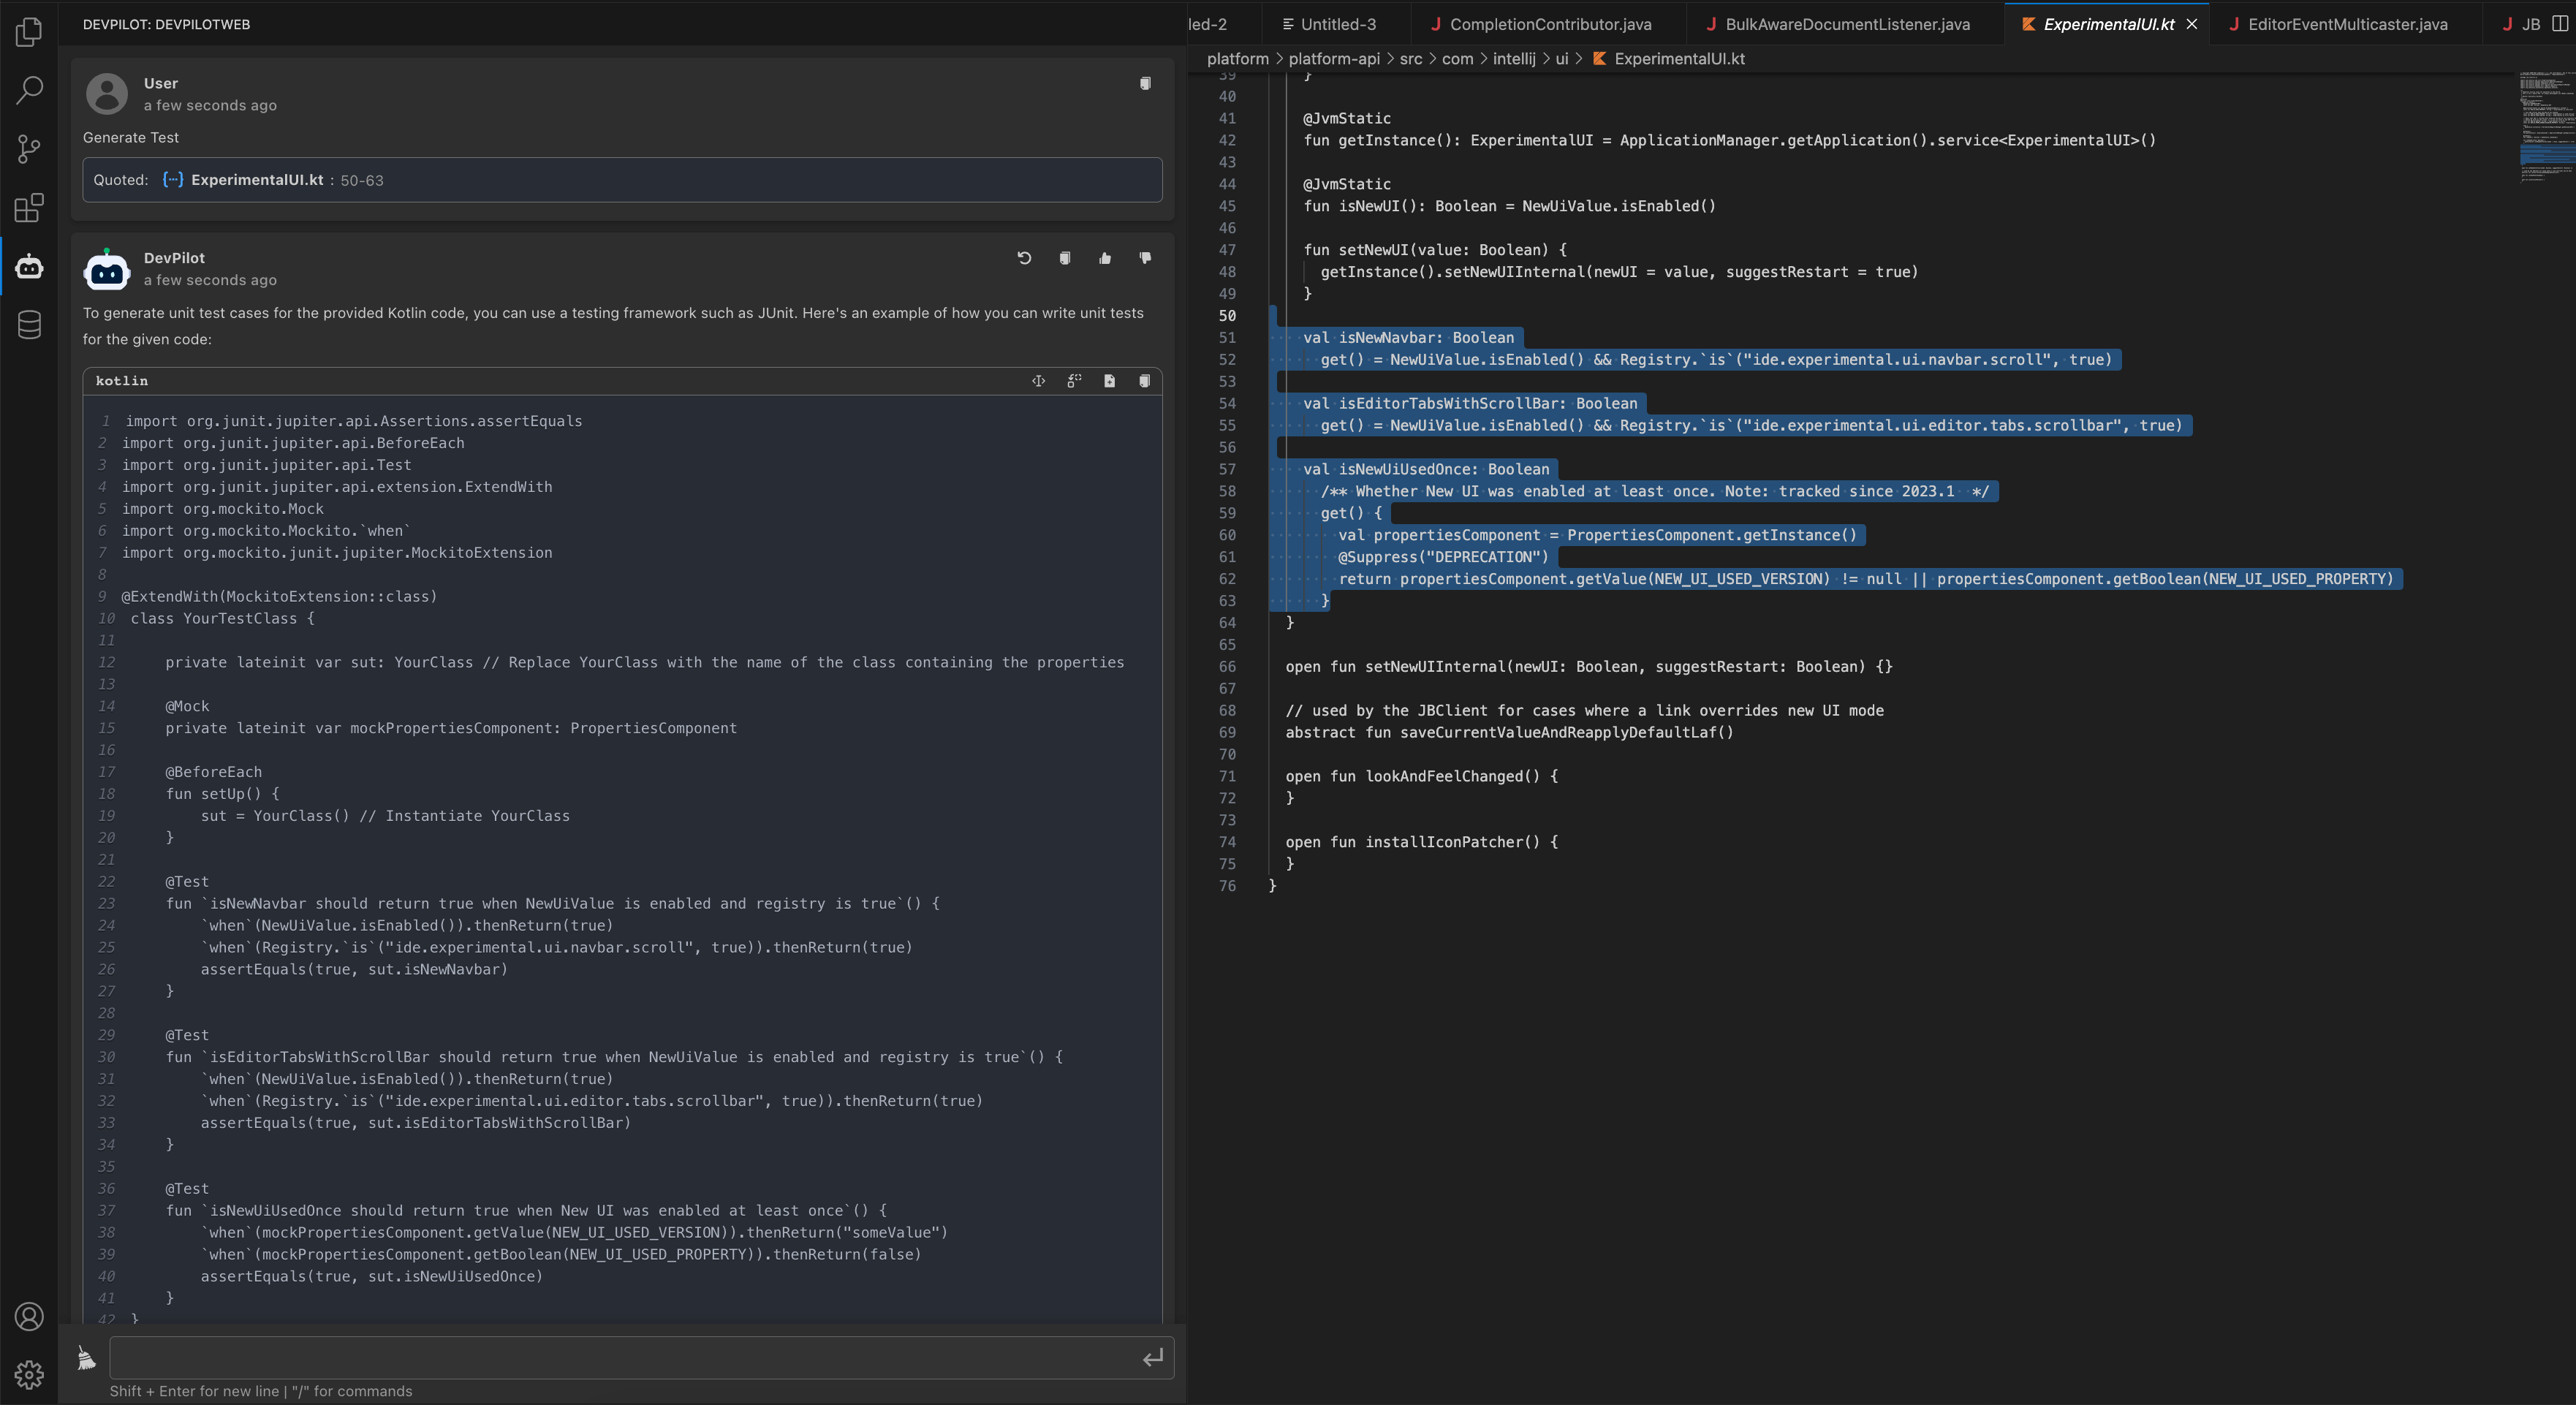 DEVPILOT: DEVPILOTWEB
User
a few seconds ago
Generate Test
Quoted: ExperimentalUI.kt : 50-63
DevPilot
a few seconds ago
To generate unit test cases for the provided Kotlin code, you can use a testing framework such as JUnit. Here's an example of how you can write unit tests
for the given code:
kotlin
1 import org.junit.jupiter.api.Assertions.assertEquals
2 import org.junit.jupiter.api.BeforeEach
3 import org.junit.jupiter.api.Test
4 import org.junit.jupiter.api.extension.ExtendWith
5 import org.mockito.Mock
6 import org.mockito.Mockito.`when`
7 import org.mockito.junit.jupiter.MockitoExtension
8
9 @ExtendWith(MockitoExtension::class)
10 class YourTestClass {
11
12 private lateinit var sut: YourClass // Replace YourClass with the name of the class containing the properties
13
14 @Mock
15 private lateinit var mockPropertiesComponent: PropertiesComponent
16
17 @BeforeEach
18 fun setUp() {
19 sut = YourClass() // Instantiate YourClass
20 }
21
22 @Test
23 fun `isNewNavbar should return true when NewUiValue is enabled and registry is true`() {
24 `when`(NewUiValue.isEnabled()).thenReturn(true)
25 `when`(Registry.`is`("ide.experimental.ui.navbar.scroll", true)).thenReturn(true)
26 assertEquals(true, sut.isNewNavbar)
27 }
28
29 @Test
30 fun `isEditorTabsWithScrollBar should return true when NewUiValue is enabled and registry is true`() {
31 `when`(NewUiValue.isEnabled()).thenReturn(true)
32 `when`(Registry.`is`("ide.experimental.ui.editor.tabs.scrollbar", true)).thenReturn(true)
33 assertEquals(true, sut.isEditorTabsWithScrollBar)
34 }
35
36 @Test
37 fun `isNewUiUsedOnce should return true when New UI was enabled at least once`() {
38 `when`(mockPropertiesComponent.getValue(NEW_UI_USED_VERSION)).thenReturn("someValue")
39 `when`(mockPropertiesComponent.getBoolean(NEW_UI_USED_PROPERTY)).thenReturn(false)
40 assertEquals(true, sut.isNewUiUsedOnce)
41 }
42 }
Shift + Enter for new line | "/" for commands
led-2 Untitled-3 CompletionContributor.java BulkAwareDocumentListener.java ExperimentalUI.kt EditorEventMulticaster.java JB
platform > platform-api > src > com > intellij > ui > ExperimentalUI.kt
39 }
40
41 @JvmStatic
42 fun getInstance(): ExperimentalUI = ApplicationManager.getApplication().service<ExperimentalUI>()
43
44 @JvmStatic
45 fun isNewUI(): Boolean = NewUiValue.isEnabled()
46
47 fun setNewUI(value: Boolean) {
48 getInstance().setNewUIInternal(newUI = value, suggestRestart = true)
49 }
50
51 val isNewNavbar: Boolean
52 get() = NewUiValue.isEnabled() && Registry.`is`("ide.experimental.ui.navbar.scroll", true)
53
54 val isEditorTabsWithScrollBar: Boolean
55 get() = NewUiValue.isEnabled() && Registry.`is`("ide.experimental.ui.editor.tabs.scrollbar", true)
56
57 val isNewUiUsedOnce: Boolean
58 /** Whether New UI was enabled at least once. Note: tracked since 2023.1 */
59 get() {
60 val propertiesComponent = PropertiesComponent.getInstance()
61 @Suppress("DEPRECATION")
62 return propertiesComponent.getValue(NEW_UI_USED_VERSION) != null || propertiesComponent.getBoolean(NEW_UI_USED_PROPERTY)
63 }
64 }
65
66 open fun setNewUIInternal(newUI: Boolean, suggestRestart: Boolean) {}
67
68 // used by the JBClient for cases where a link overrides new UI mode
69 abstract fun saveCurrentValueAndReapplyDefaultLaf()
70
71 open fun lookAndFeelChanged() {
72 }
73
74 open fun installIconPatcher() {
75 }
76 }